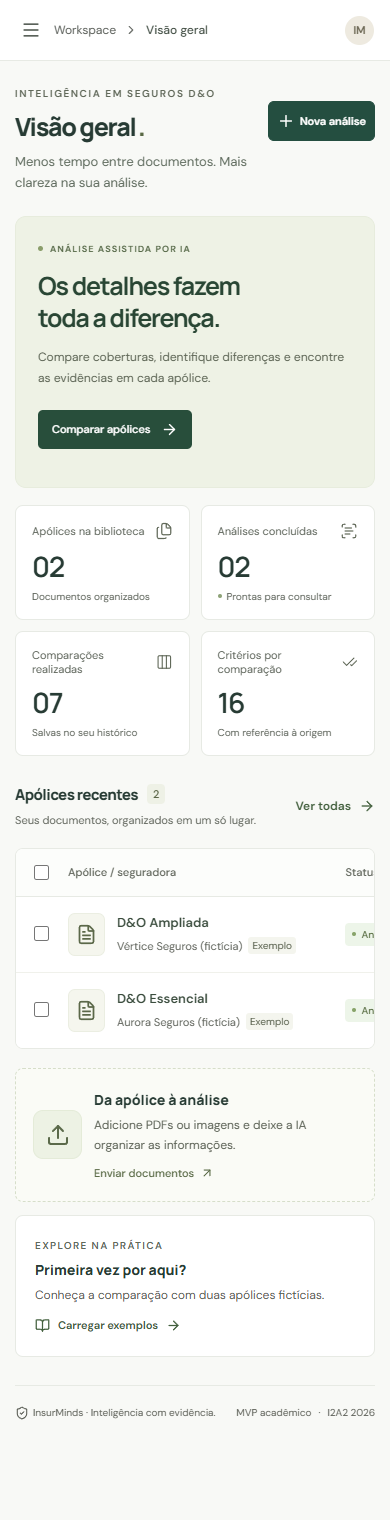 Workspace > Visão geral
IM
INTELIGÊNCIA EM SEGUROS D&O
Visão geral.
Nova análise
Menos tempo entre documentos. Mais
clareza na sua análise.
ANÁLISE ASSISTIDA POR IA
Os detalhes fazem
toda a diferença.
Compare coberturas, identifique diferenças e encontre
as evidências em cada apólice.
Comparar apólices
Apólices na biblioteca
02
Documentos organizados
Análises concluídas
02
Prontas para consultar
Comparações
realizadas
07
Salvas no seu histórico
Critérios por
comparação
16
Com referência à origem
Apólices recentes 2
Ver todas
Seus documentos, organizados em um só lugar.
Apólice / seguradora
D&O Ampliada
Vértice Seguros (fictícia) Exemplo
D&O Essencial
Aurora Seguros (fictícia) Exemplo
Da apólice à análise
Adicione PDFs ou imagens e deixe a IA
organizar as informações.
Enviar documentos
EXPLORE NA PRÁTICA
Primeira vez por aqui?
Conheça a comparação com duas apólices fictícias.
Carregar exemplos
InsurMinds · Inteligência com evidência.
MVP acadêmico · I2A2 2026